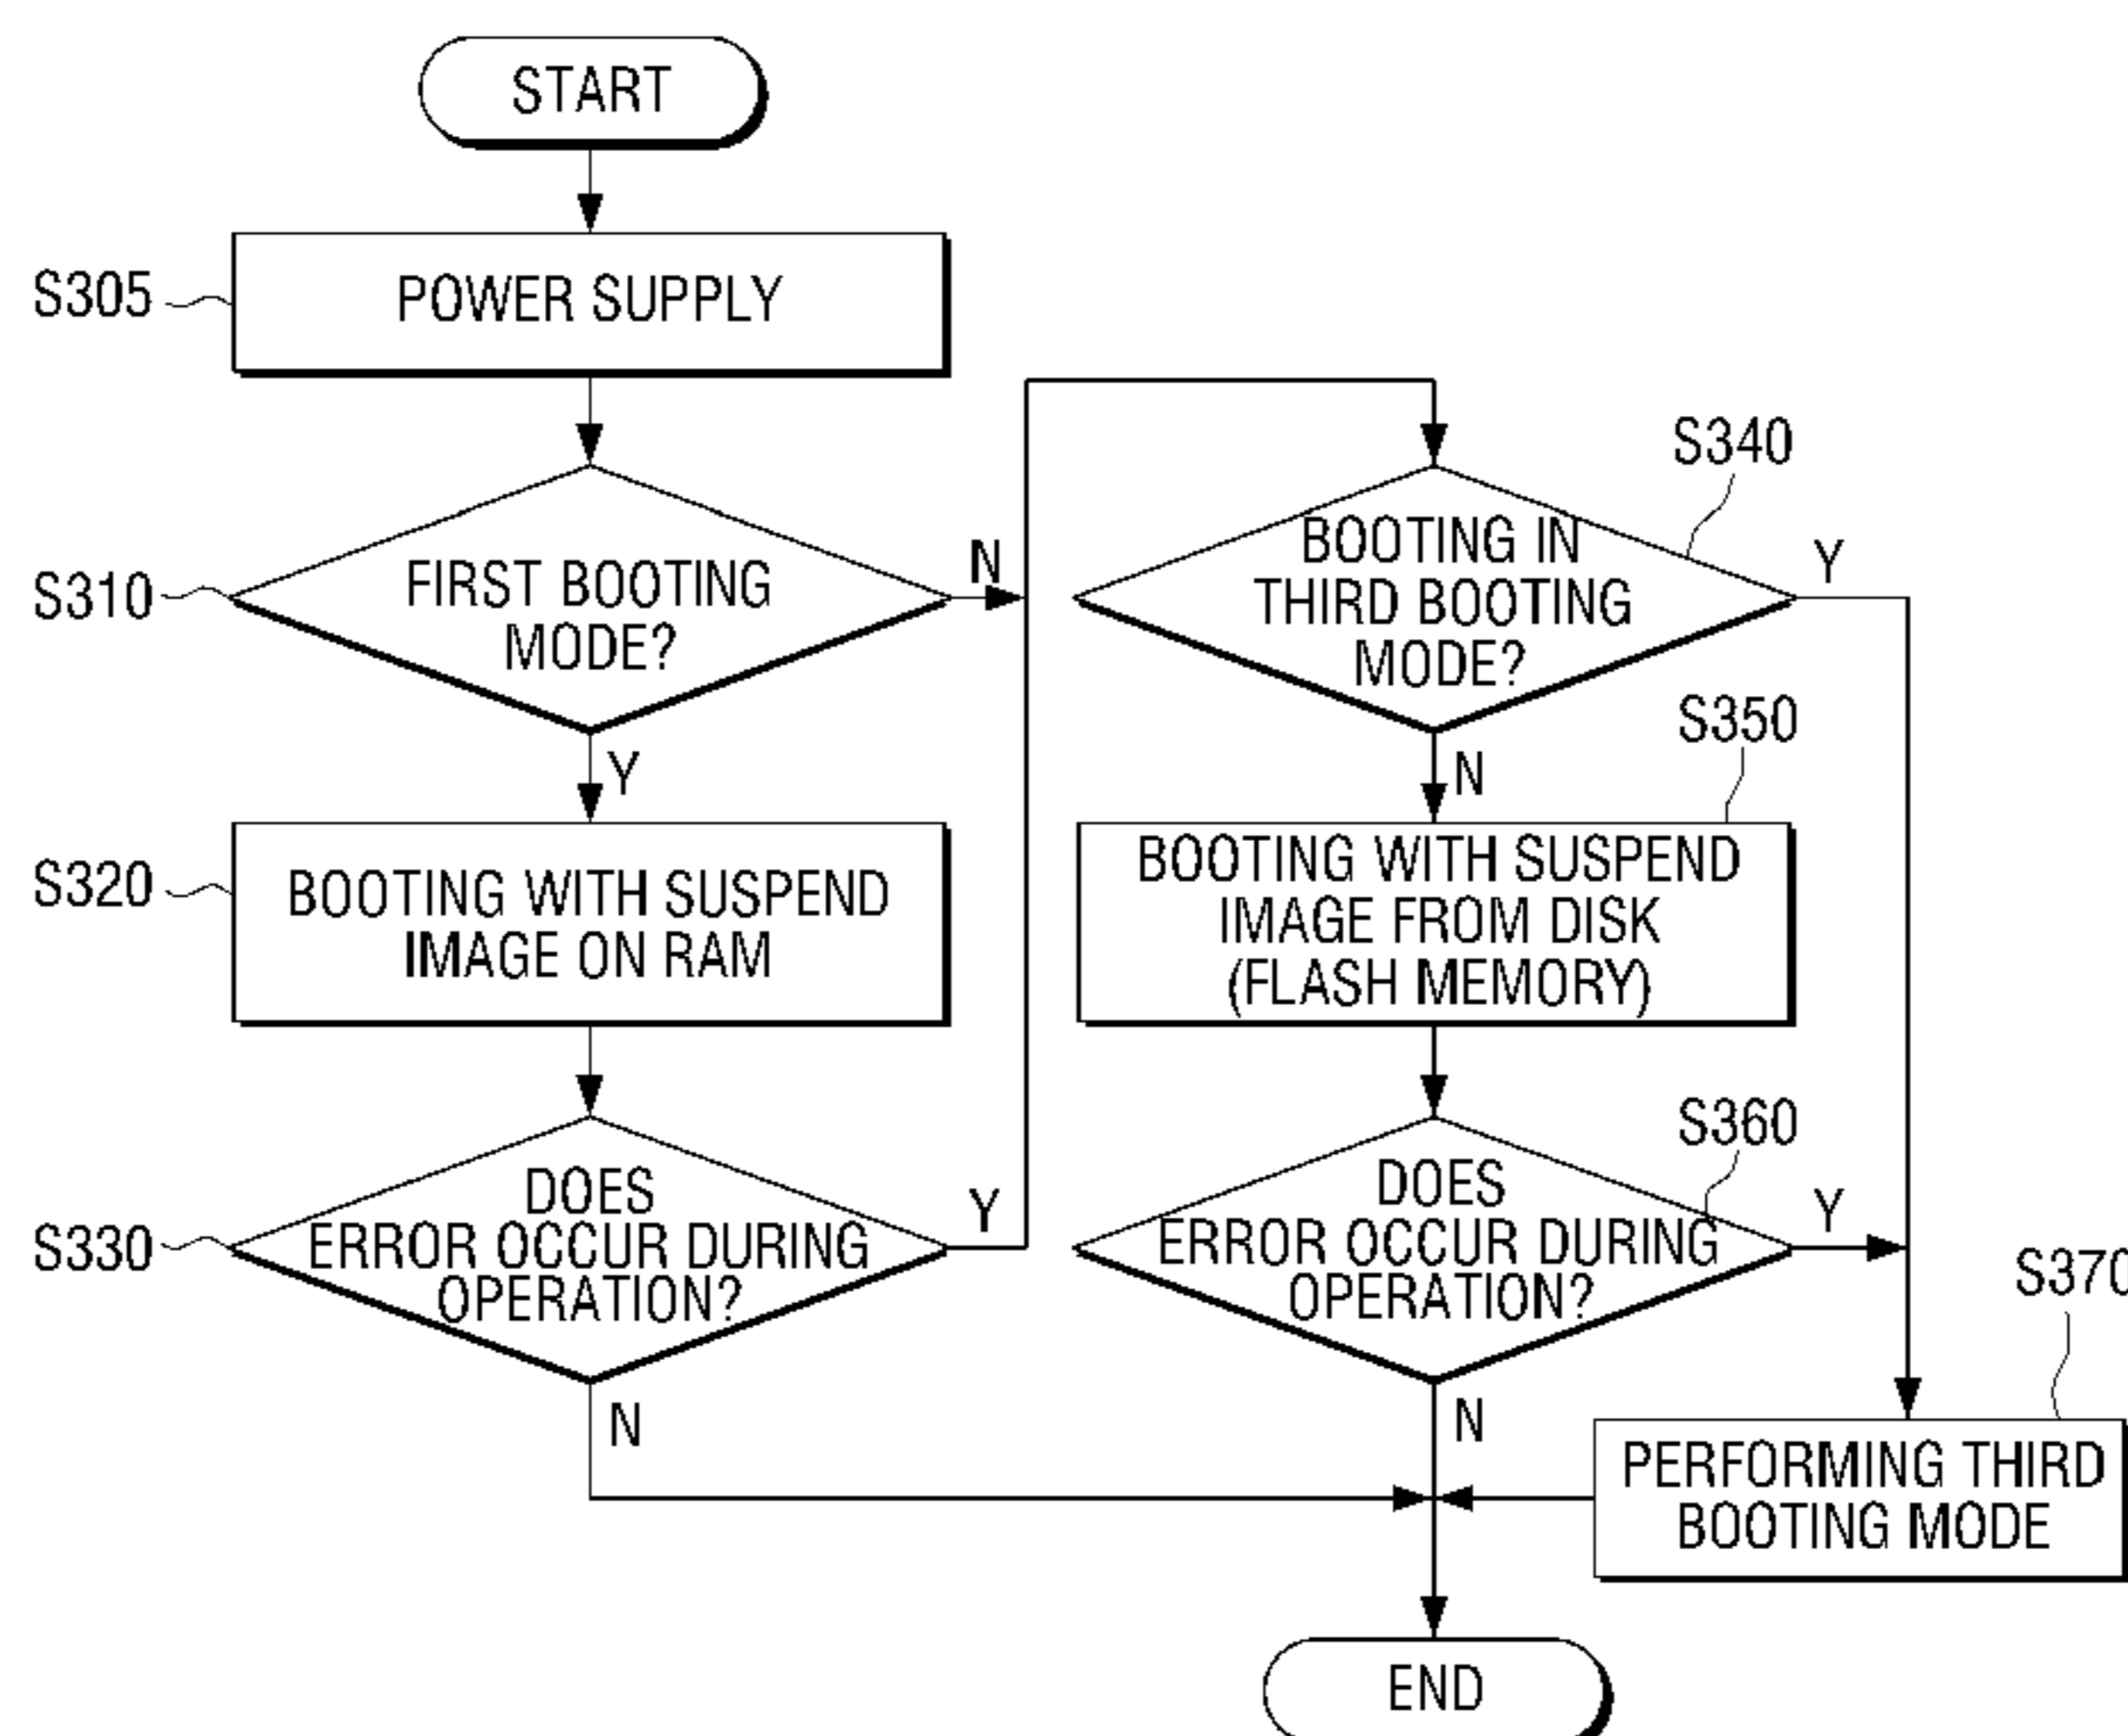 START
S305
POWER SUPPLY
S310
FIRST BOOTING
MODE?
N
Y
S320
BOOTING WITH SUSPEND
IMAGE ON RAM
S330
DOES
ERROR OCCUR DURING
OPERATION?
Y
N
S340
BOOTING IN
THIRD BOOTING
MODE?
Y
N
S350
BOOTING WITH SUSPEND
IMAGE FROM DISK
(FLASH MEMORY)
S360
DOES
ERROR OCCUR DURING
OPERATION?
Y
N
S370
PERFORMING THIRD
BOOTING MODE
END